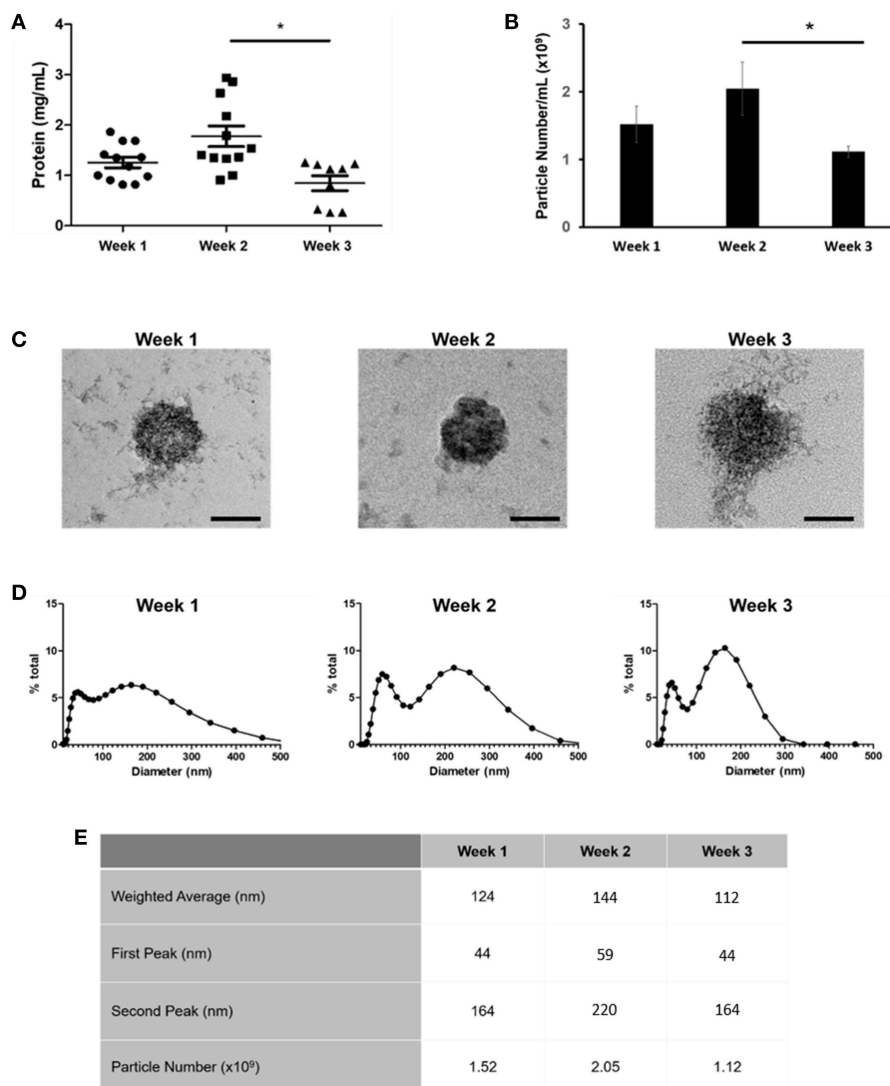 A
Protein (mg/mL)
4
3
2
1
0
*
Week 1 Week 2 Week 3
B
Particle Number/mL (x10⁹)
3
2
1
0
*
Week 1 Week 2 Week 3
C
Week 1 Week 2 Week 3
D
Week 1
% total
15
10
5
0
100 200 300 400 500
Diameter (nm)
Week 2
% total
15
10
5
0
100 200 300 400 500
Diameter (nm)
Week 3
% total
15
10
5
0
100 200 300 400 500
Diameter (nm)
E
Week 1 Week 2 Week 3
Weighted Average (nm) 124 144 112
First Peak (nm) 44 59 44
Second Peak (nm) 164 220 164
Particle Number (x10⁹) 1.52 2.05 1.12